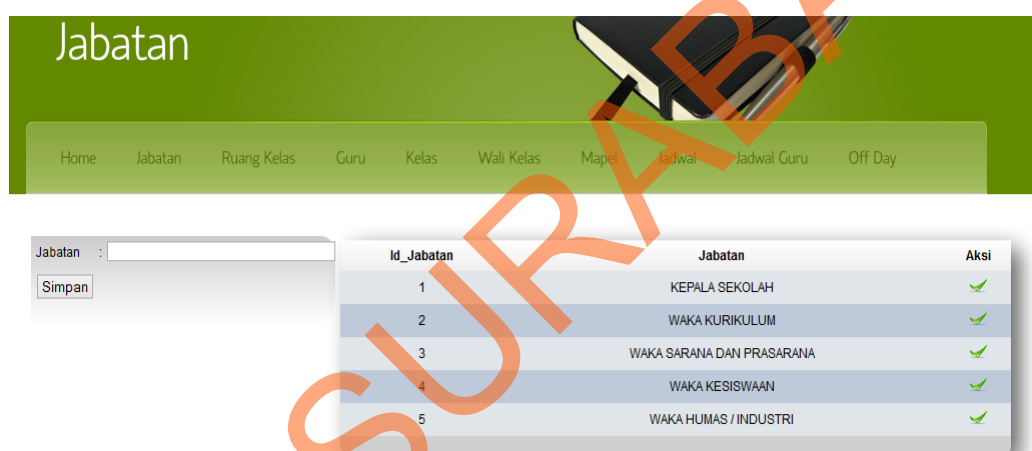 Jabatan
Home Jabatan Ruang Kelas Guru Kelas Wali Kelas Mapel Jadwal Jadwal Guru Off Day
Jabatan :
Simpan
Id_Jabatan Jabatan Aksi
1 KEPALA SEKOLAH
2 WAKA KURIKULUM
3 WAKA SARANA DAN PRASARANA
4 WAKA KESISWAAN
5 WAKA HUMAS / INDUSTRI
SURABA